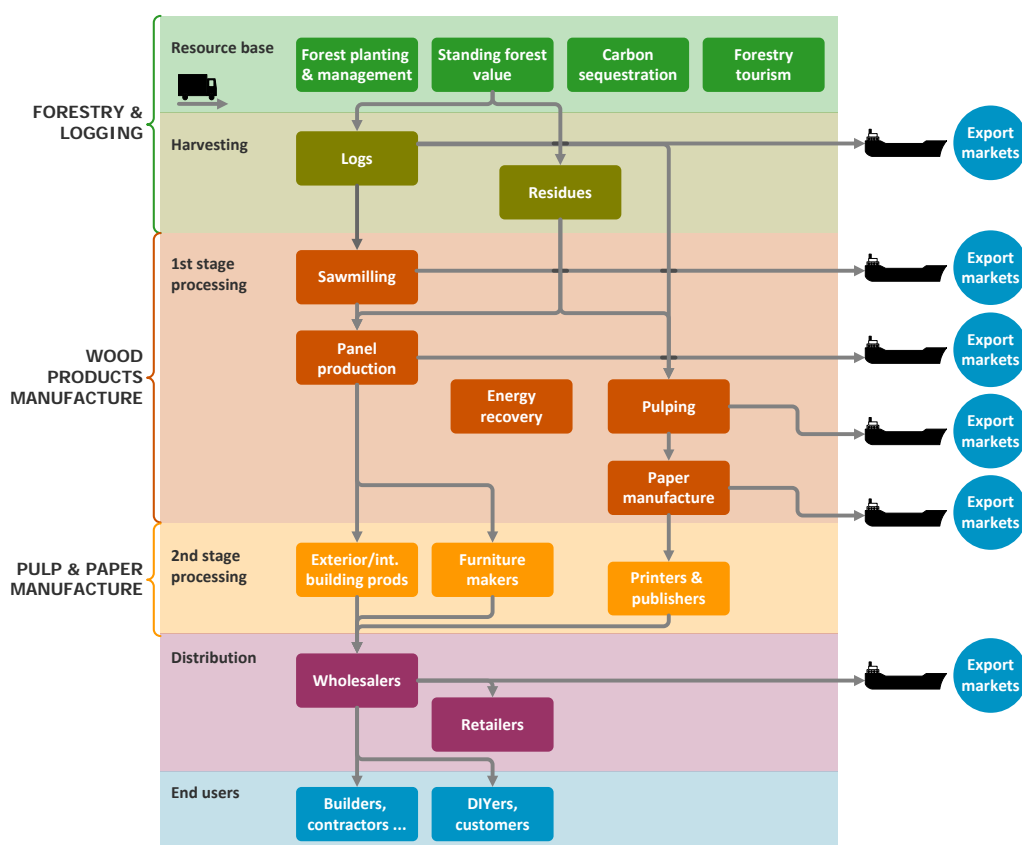 Resource base
Forest planting
& management
Standing forest
value
Carbon
sequestration
Forestry
tourism
FORESTRY &
LOGGING
Harvesting
Logs
Export
markets
Residues
1st stage
processing
Sawmilling
Export
markets
WOOD
PRODUCTS
MANUFACTURE
Panel
production
Export
markets
Energy
recovery
Pulping
Export
markets
Paper
manufacture
Export
markets
PULP & PAPER
MANUFACTURE
2nd stage
processing
Exterior/int.
building prods
Furniture
makers
Printers &
publishers
Distribution
Wholesalers
Export
markets
Retailers
End users
Builders,
contractors ...
DIYers,
customers